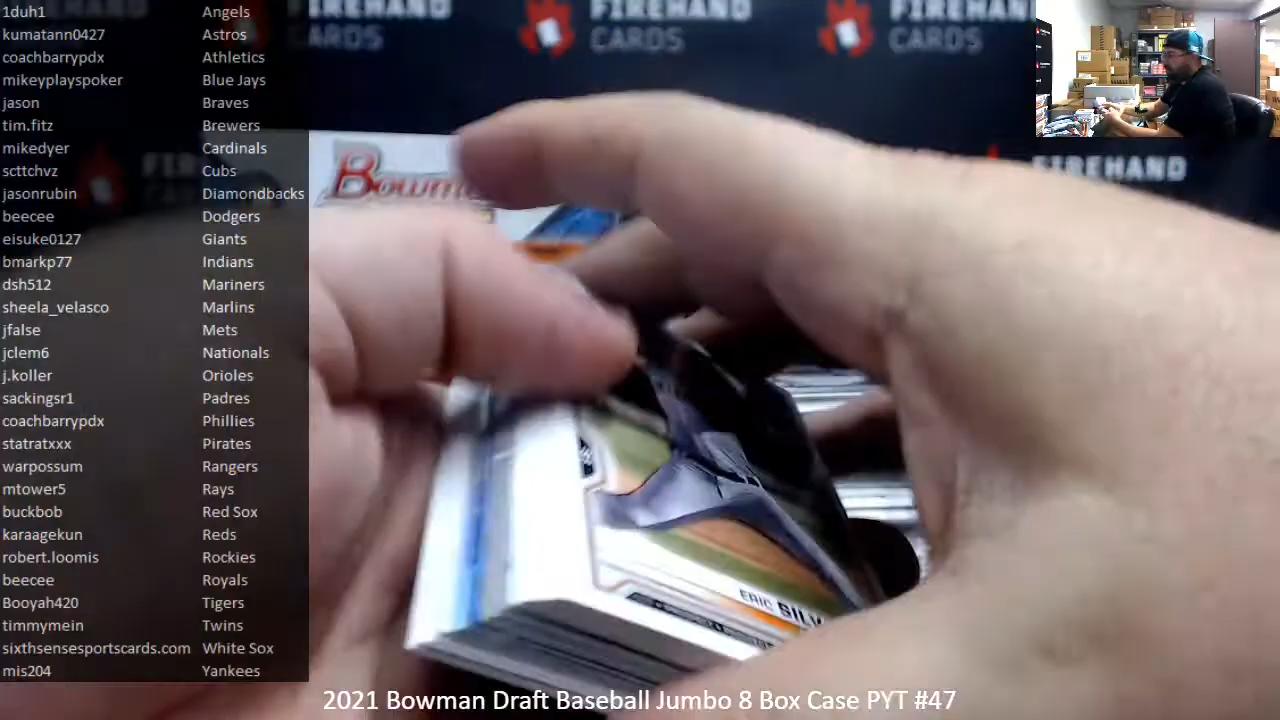 1duh1 Angels
kumatann0427 Astros
coachbarrypdx Athletics
mikeyplayspoker Blue Jays
jason Braves
tim.fitz Brewers
mikedyer Cardinals
scttchvz Cubs
jasonrubin Diamondbacks
beecee Dodgers
eisuke0127 Giants
bmarkp77 Indians
dsh512 Mariners
sheela_velasco Marlins
jfalse Mets
jclem6 Nationals
j.koller Orioles
sackingsr1 Padres
coachbarrypdx Phillies
statratxxx Pirates
warpossum Rangers
mtower5 Rays
buckbob Red Sox
karaagekun Reds
robert.loomis Rockies
beecee Royals
Booyah420 Tigers
timmymein Twins
sixthsensesportscards.com White Sox
mis204 Yankees
FIREHAND
CARDS
FIREHAND
CARDS
FIREHAND
CARDS
FIREHAND
Bowm
ERIC SILV
2021 Bowman Draft Baseball Jumbo 8 Box Case PYT #47